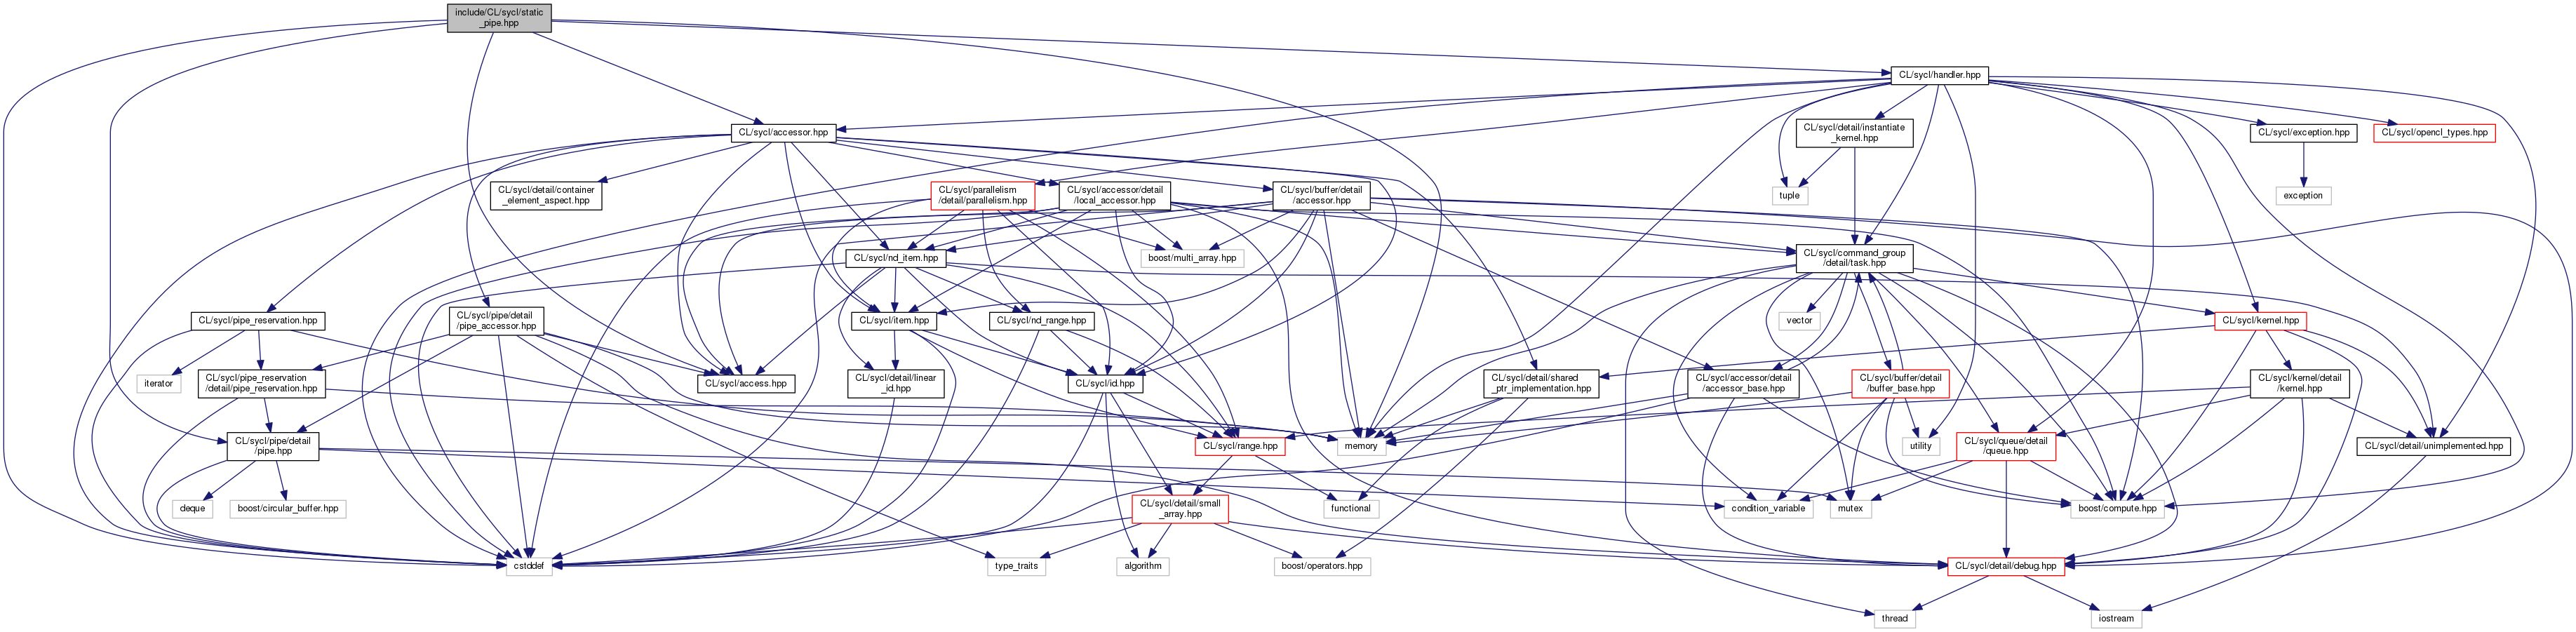 include/CL/sycl/static
_pipe.hpp
CL/sycl/handler.hpp
CL/sycl/accessor.hpp
CL/sycl/detail/instantiate
_kernel.hpp
CL/sycl/exception.hpp
CL/sycl/opencl_types.hpp
CL/sycl/detail/container
_element_aspect.hpp
CL/sycl/parallelism
/detail/parallelism.hpp
CL/sycl/accessor/detail
/local_accessor.hpp
CL/sycl/buffer/detail
/accessor.hpp
tuple
exception
CL/sycl/nd_item.hpp
boost/multi_array.hpp
CL/sycl/command_group
/detail/task.hpp
CL/sycl/pipe_reservation.hpp
CL/sycl/pipe/detail
/pipe_accessor.hpp
CL/sycl/item.hpp
CL/sycl/nd_range.hpp
vector
CL/sycl/kernel.hpp
iterator
CL/sycl/pipe_reservation
/detail/pipe_reservation.hpp
CL/sycl/access.hpp
CL/sycl/detail/linear
_id.hpp
CL/sycl/id.hpp
CL/sycl/detail/shared
_ptr_implementation.hpp
CL/sycl/accessor/detail
/accessor_base.hpp
CL/sycl/buffer/detail
/buffer_base.hpp
CL/sycl/kernel/detail
/kernel.hpp
CL/sycl/pipe/detail
/pipe.hpp
CL/sycl/range.hpp
memory
CL/sycl/queue/detail
/queue.hpp
utility
CL/sycl/detail/unimplemented.hpp
deque
boost/circular_buffer.hpp
CL/sycl/detail/small
_array.hpp
functional
condition_variable
mutex
boost/compute.hpp
cstddef
type_traits
algorithm
boost/operators.hpp
CL/sycl/detail/debug.hpp
thread
iostream